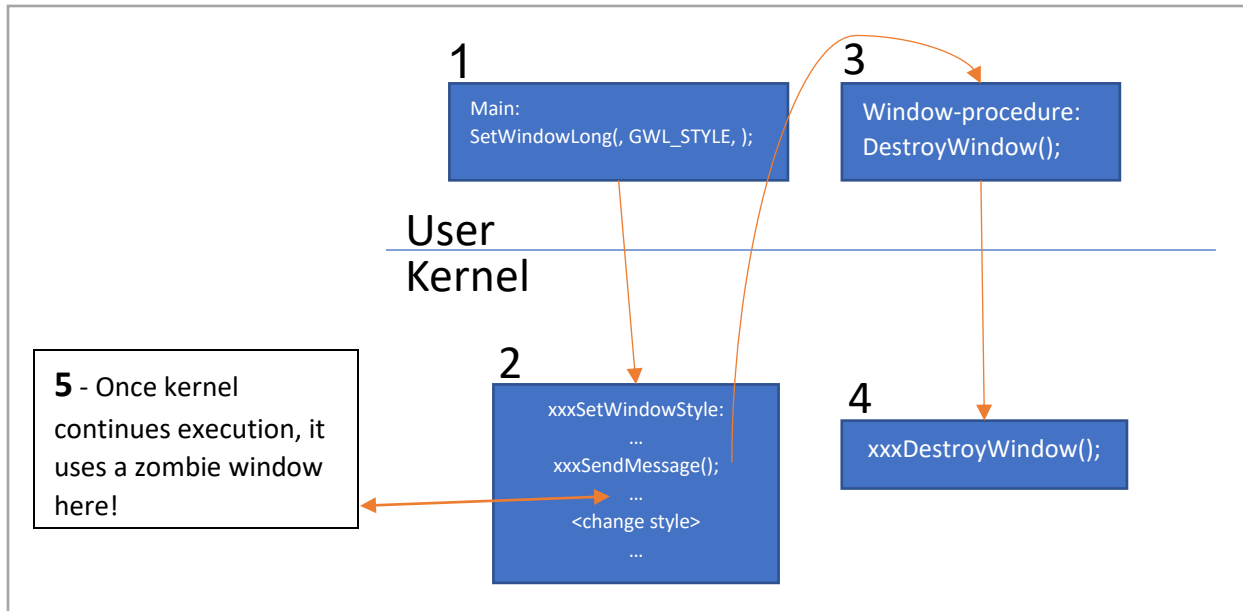 1
Main:
SetWindowLong(, GWL_STYLE, );
3
Window-procedure:
DestroyWindow();
User
Kernel
2
xxxSetWindowStyle:
...
xxxSendMessage();
...
<change style>
...
4
xxxDestroyWindow();
5 - Once kernel
continues execution, it
uses a zombie window
here!